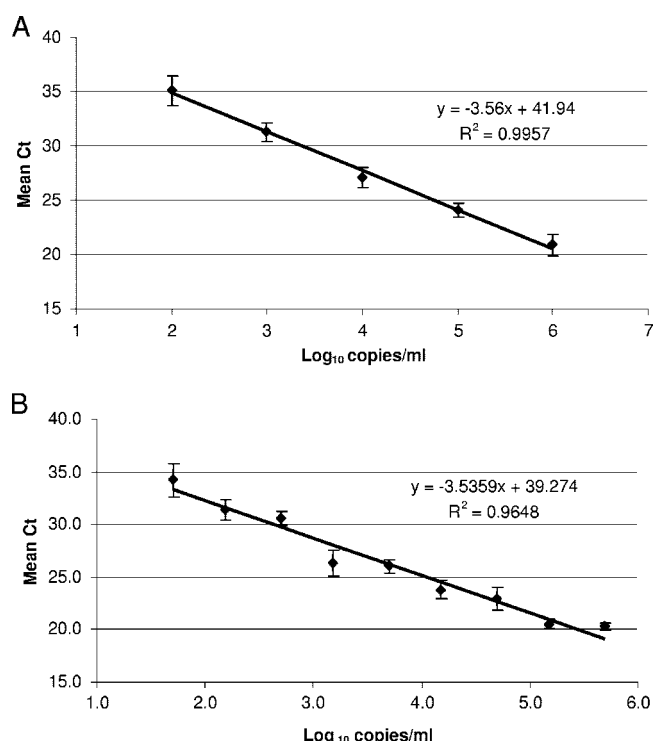 A
40
35
30
25
20
15
Mean Ct
y = -3.56x + 41.94
R² = 0.9957
1 2 3 4 5 6 7
Log₁₀ copies/ml
B
40.0
35.0
30.0
25.0
20.0
15.0
Mean Ct
y = -3.5359x + 39.274
R² = 0.9648
1.0 2.0 3.0 4.0 5.0 6.0
Log₁₀ copies/ml